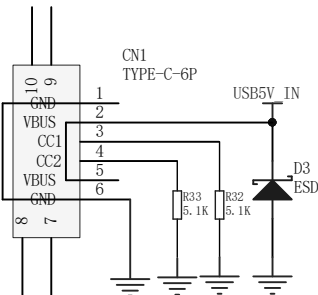 CN1
TYPE-C-6P
USB5V_IN
10
9
GND
1
VBUS
2
CC1
3
CC2
4
VBUS
5
GND
6
8
7
R33
5.1K
R32
5.1K
D3
ESD